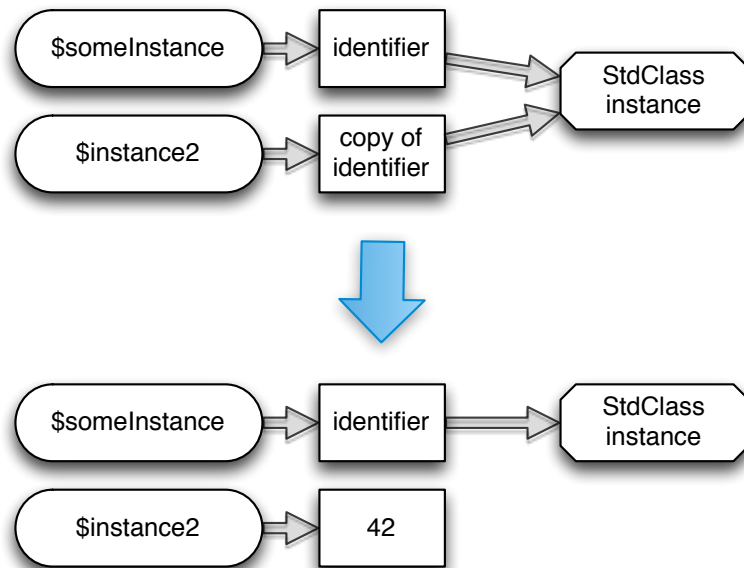 $someInstance
identifier
StdClass
instance
$instance2
copy of
identifier
$someInstance
identifier
StdClass
instance
$instance2
42